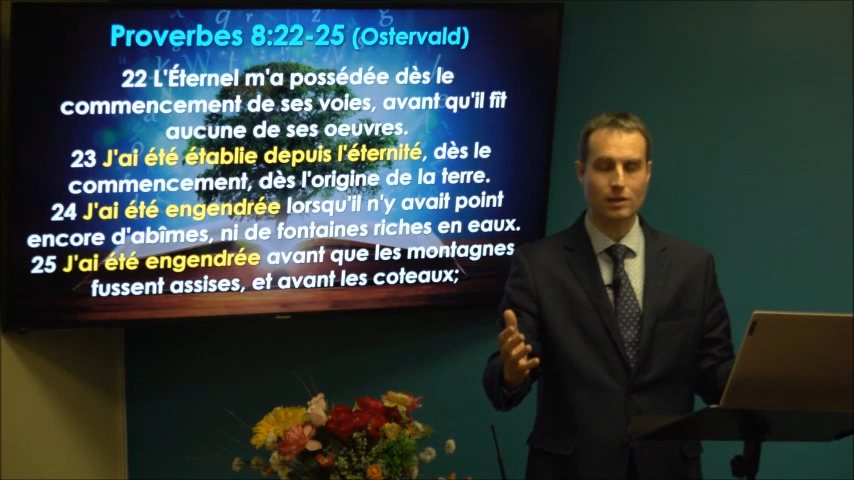 Proverbes 8:22-25 (Ostervald)
22 L'Éternel m'a possédée dès le
commencement de ses voies, avant qu'il fit
aucune de ses oeuvres.
23 J'ai été établie depuis l'éternité, dès le
commencement, dès l'origine de la terre.
24 J'ai été engendrée lorsqu'il n'y avait point
encore d'abîmes, ni de fontaines riches en eaux.
25 J'ai été engendrée avant que les montagnes
fussent assises, et avant les coteaux;